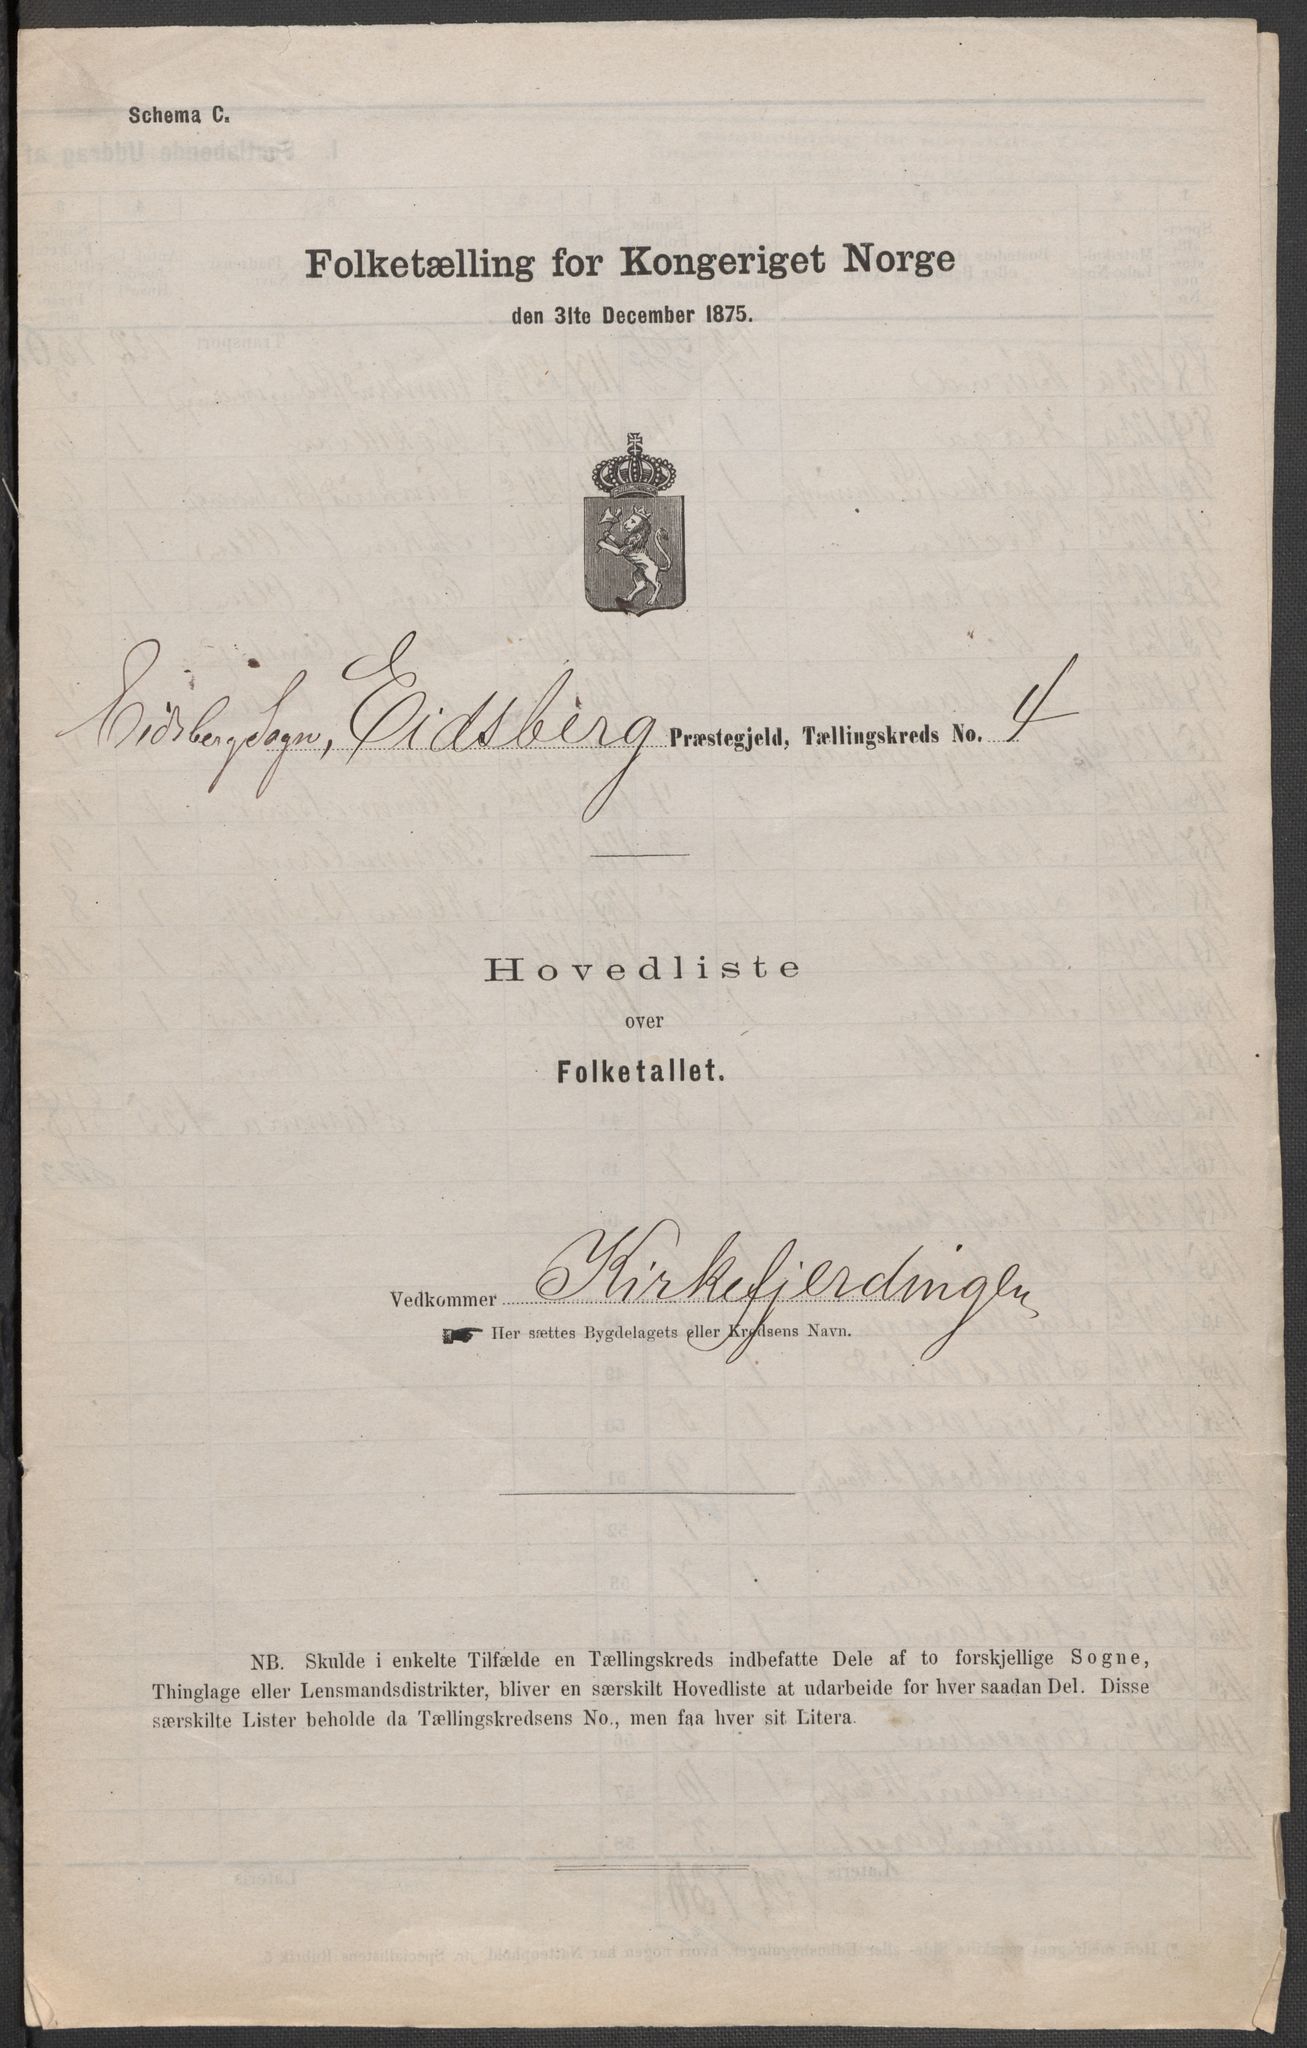 Schema C.
Folketælling for Kongeriget Norge
den 31te December 1875.
Eidsberg Sogn, Eidsberg Præstegjeld, Tællingskreds No. 4
Hovedliste
over
Folketallet.
Vedkommer Kirkefjerdingen
Her sættes Bygdelagets eller Kredsens Navn.
NB. Skulde i enkelte Tilfælde en Tællingskreds indbefatte Dele af to forskjellige Sogne,
Thinglage eller Lensmandsdistrikter, bliver en særskilt Hovedliste at udarbeide for hver saadan Del. Disse
særskilte Lister beholde da Tællingskredsens No., men faa hver sit Litera.